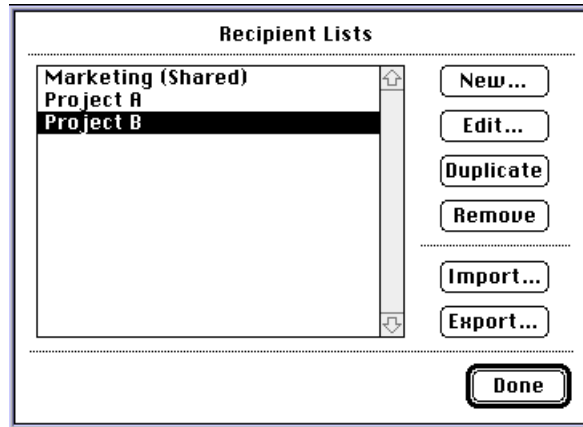 Recipient Lists
Marketing (Shared)
Project A
Project B
New...
Edit...
Duplicate
Remove
Import...
Export...
Done